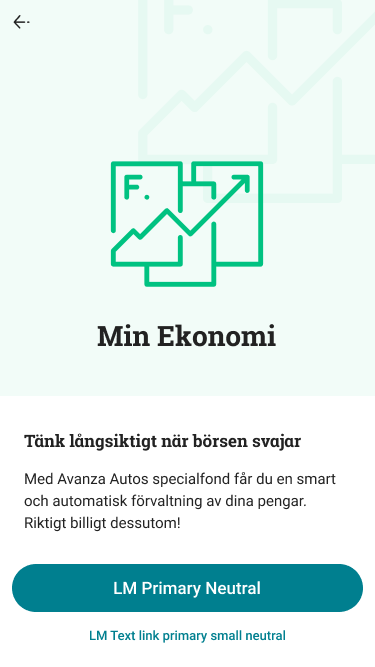 F.
Min Ekonomi
Tänk långsiktigt när börsen svajar
Med Avanza Autos specialfond får du en smart
och automatisk förvaltning av dina pengar.
Riktigt billigt dessutom!
LM Primary Neutral
LM Text link primary small neutral